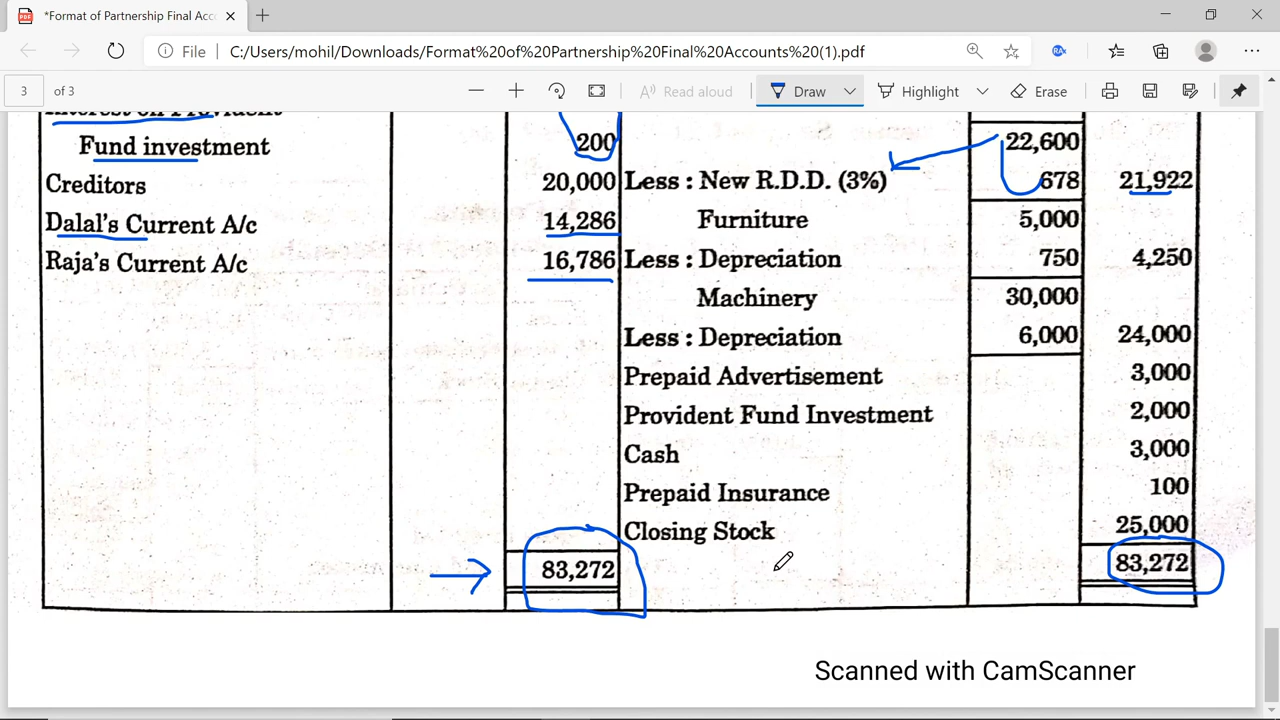 *Format of Partnership Final Acc
File C:/Users/mohil/Downloads/Format%20of%20Partnership%20Final%20Accounts%20(1).pdf
3 of 3 Read aloud Draw Highlight Erase
Interest on Provident
Fund investment 200
Creditors 20,000
Dalal's Current A/c 14,286
Raja's Current A/c 16,786
83,272
22,600
Less : New R.D.D. (3%) 678 21,922
Furniture 5,000
Less : Depreciation 750 4,250
Machinery 30,000
Less : Depreciation 6,000 24,000
Prepaid Advertisement 3,000
Provident Fund Investment 2,000
Cash 3,000
Prepaid Insurance 100
Closing Stock 25,000
83,272
Scanned with CamScanner